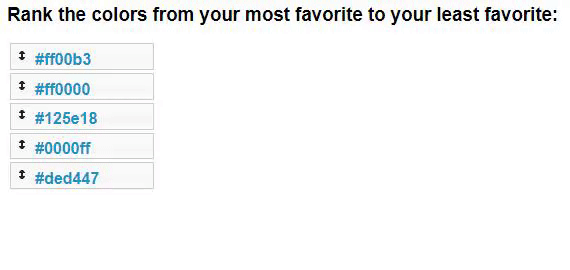 Rank the colors from your most favorite to your least favorite:
#ff00b3
#ff0000
#125e18
#0000ff
#ded447